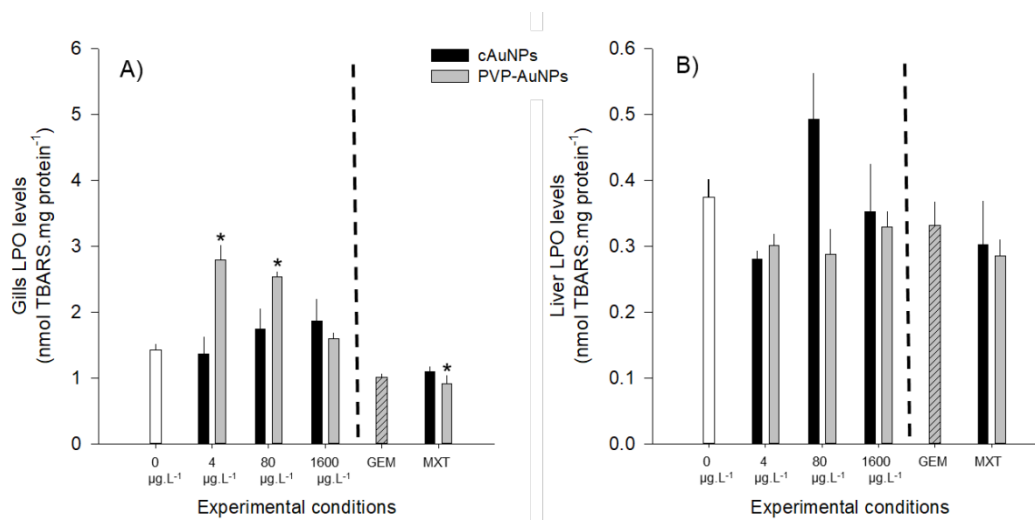 A)
cAuNPs
PVP-AuNPs
Gills LPO levels
(nmol TBARS.mg protein⁻¹)
6
5
4
3
2
1
0
*
*
*
0 4 80 1600 GEM MXT
µg.L⁻¹ µg.L⁻¹ µg.L⁻¹ µg.L⁻¹
Experimental conditions
B)
Liver LPO levels
(nmol TBARS.mg protein⁻¹)
0.6
0.5
0.4
0.3
0.2
0.1
0.0
0 4 80 1600 GEM MXT
µg.L⁻¹ µg.L⁻¹ µg.L⁻¹ µg.L⁻¹
Experimental conditions